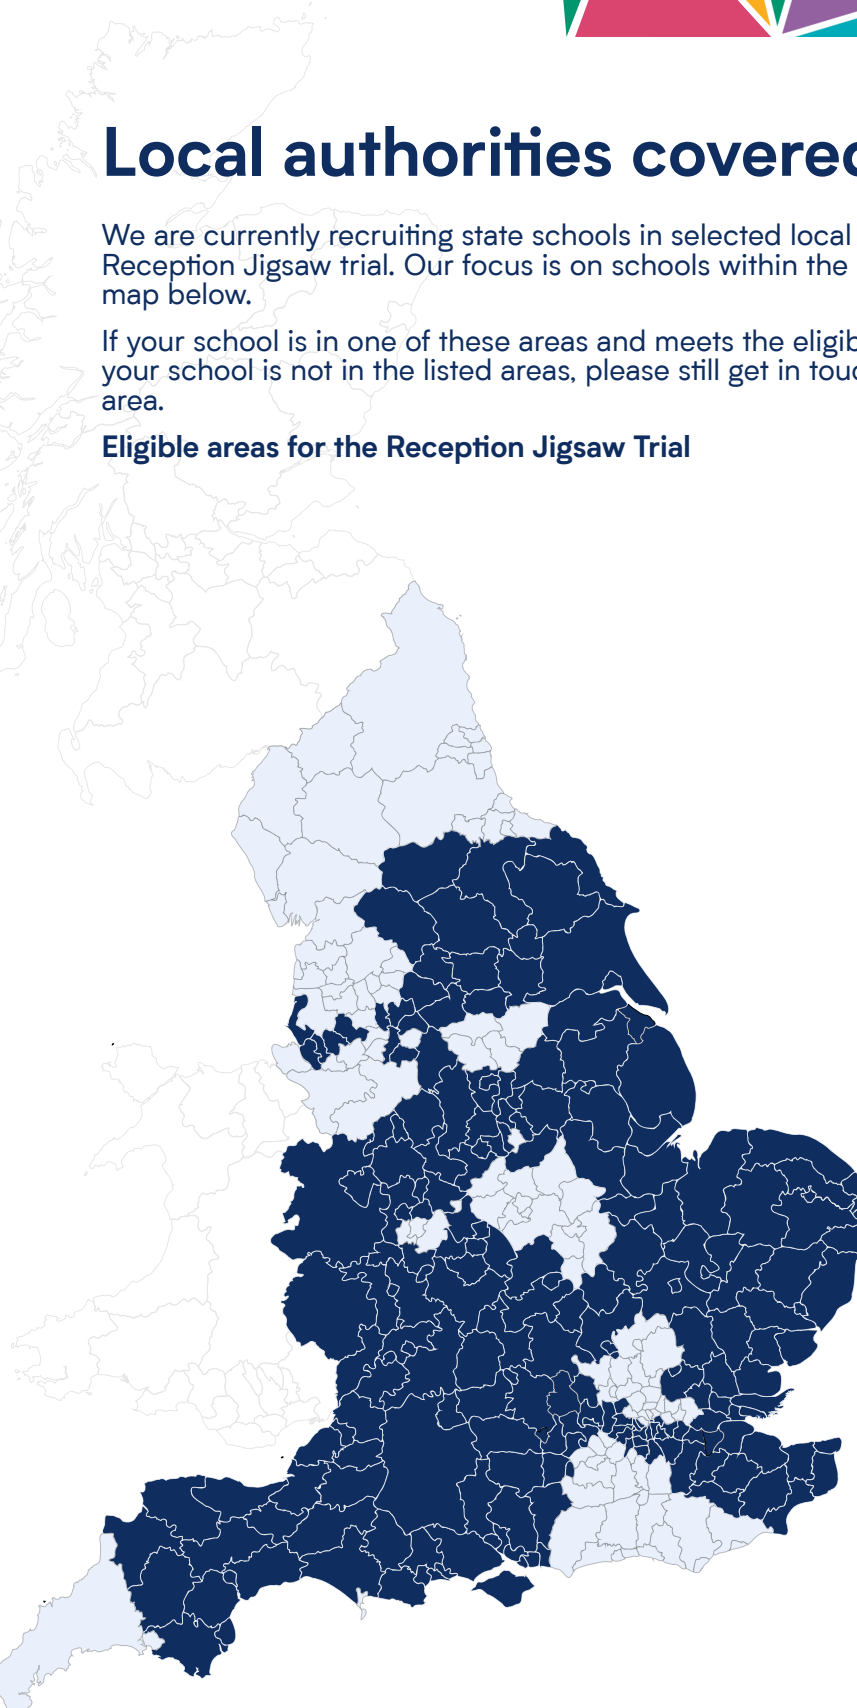 Local authorities covered
We are currently recruiting state schools in selected local
Reception Jigsaw trial. Our focus is on schools within the
map below.
If your school is in one of these areas and meets the eligib
your school is not in the listed areas, please still get in touc
area.
Eligible areas for the Reception Jigsaw Trial